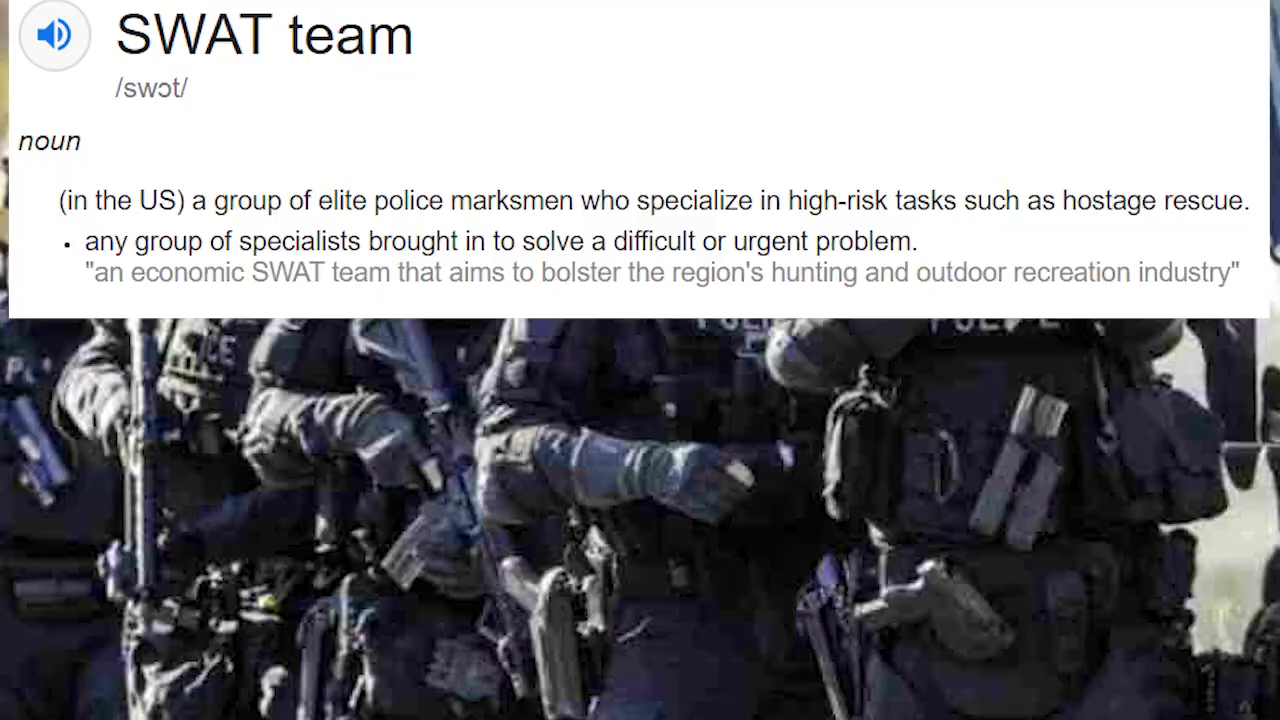 SWAT team
/swɔt/
noun
(in the US) a group of elite police marksmen who specialize in high-risk tasks such as hostage rescue.
• any group of specialists brought in to solve a difficult or urgent problem.
"an economic SWAT team that aims to bolster the region's hunting and outdoor recreation industry"